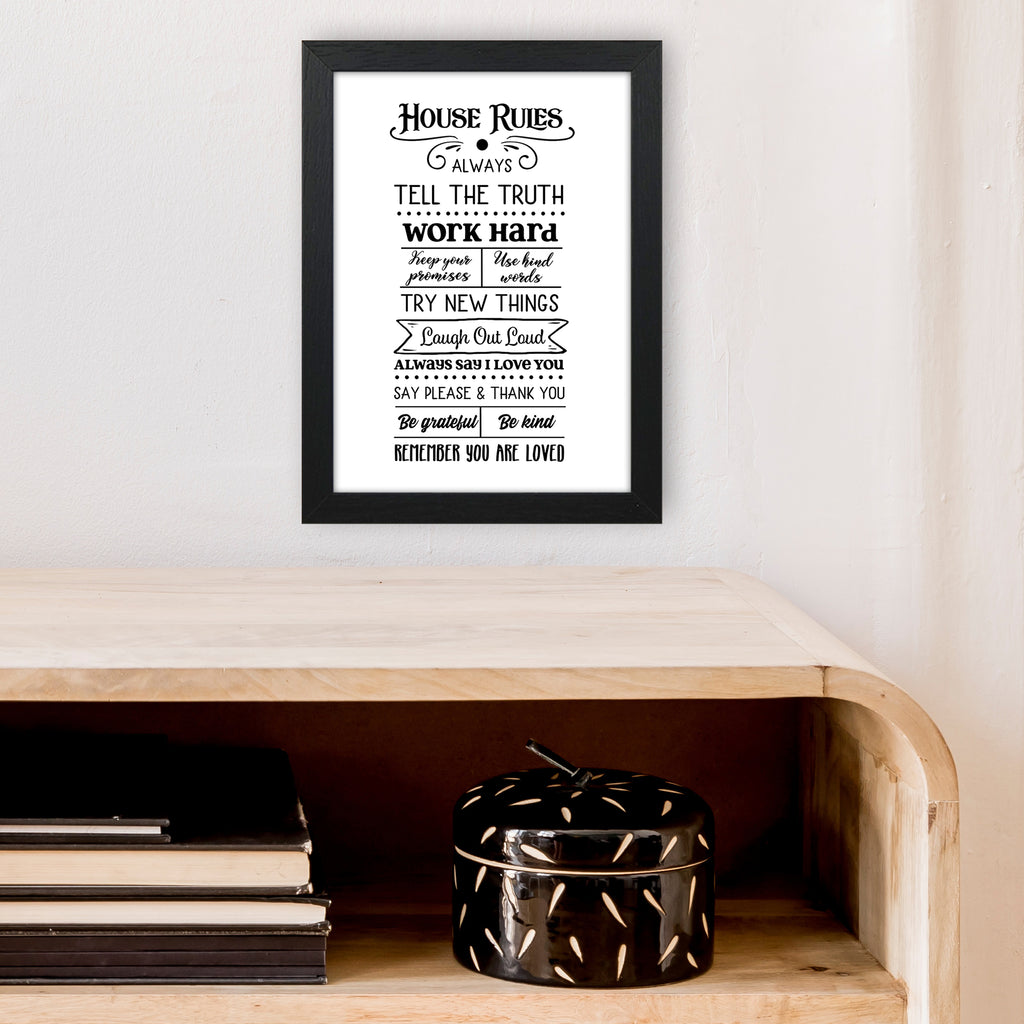 HOUSE RULES
ALWAYS
TELL THE TRUTH
WORK HARD
Keep your promises
Use kind words
TRY NEW THINGS
Laugh Out Loud
ALWAYS SAY I LOVE YOU
SAY PLEASE & THANK YOU
Be grateful
Be kind
REMEMBER YOU ARE LOVED